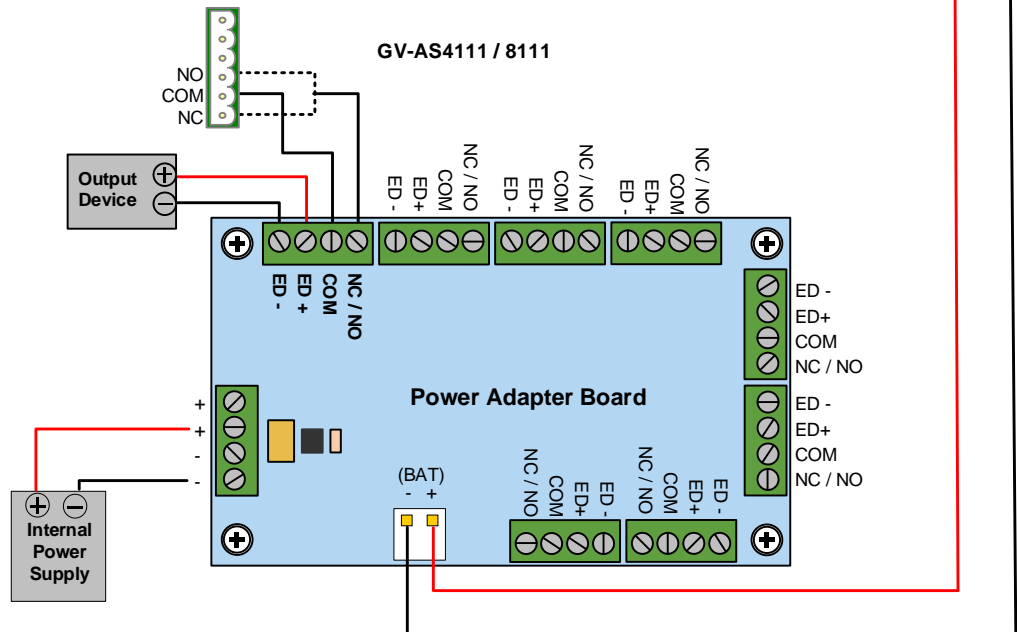 GV-AS4111 / 8111
NO
COM
NC
Output
Device
ED -
ED+
COM
NC / NO
ED -
ED+
COM
NC / NO
ED -
ED+
COM
NC / NO
ED -
ED +
COM
NC / NO
ED -
ED+
COM
NC / NO
Power Adapter Board
ED -
ED+
COM
NC / NO
+
+
-
-
(BAT)
- +
NC / NO
COM
ED+
ED -
NC / NO
COM
ED+
ED -
Internal
Power
Supply